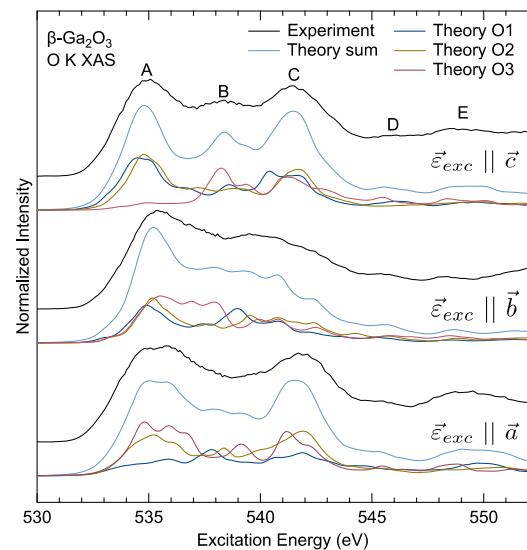 β-Ga₂O₃
O K XAS
Experiment
Theory sum
Theory O1
Theory O2
Theory O3
A
B
C
D
E
ε⃗exc || c⃗
ε⃗exc || b⃗
ε⃗exc || a⃗
Normalized Intensity
530 535 540 545 550
Excitation Energy (eV)